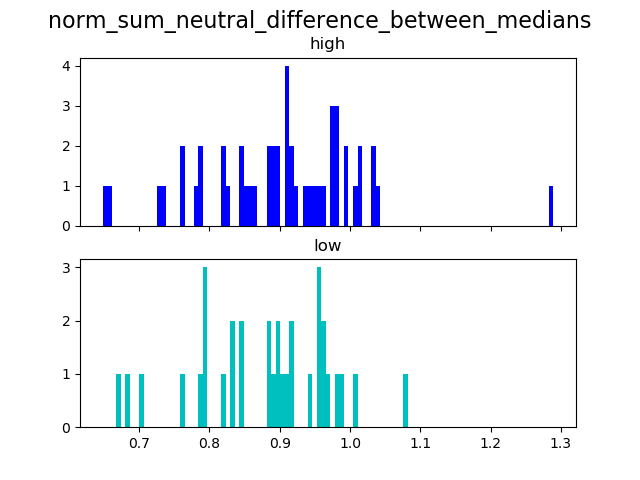 norm_sum_neutral_difference_between_medians
high
4
3
2
1
0
low
3
2
1
0
0.7 0.8 0.9 1.0 1.1 1.2 1.3